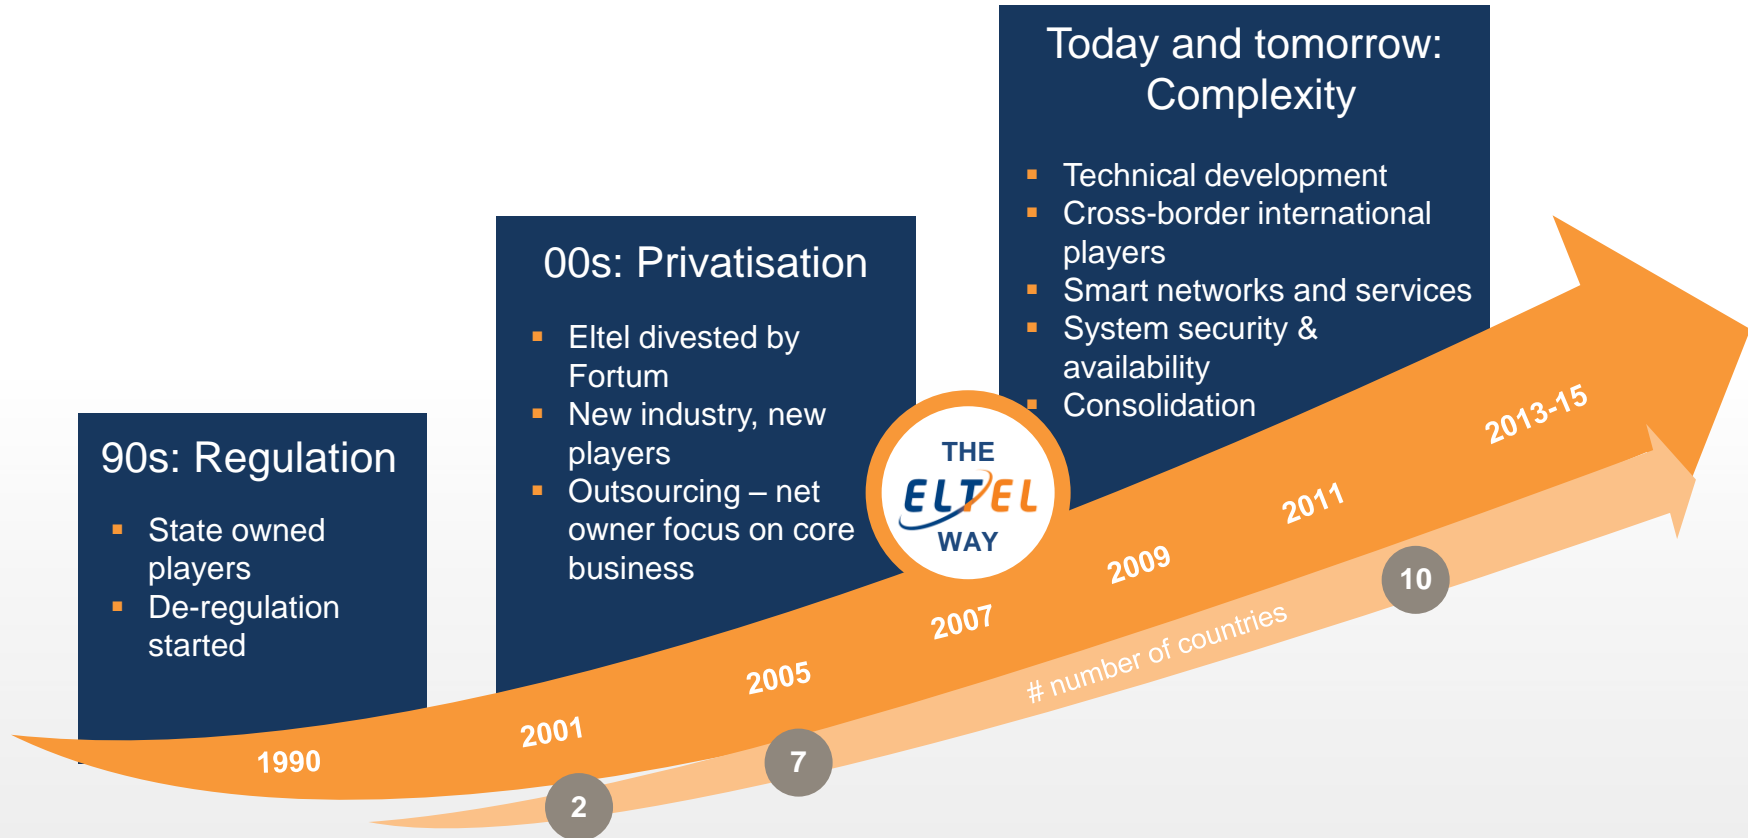 90s: Regulation
▪ State owned
players
▪ De-regulation
started
00s: Privatisation
▪ Eltel divested by
Fortum
▪ New industry, new
players
▪ Outsourcing – net
owner focus on core
business
Today and tomorrow:
Complexity
▪ Technical development
▪ Cross-border international
players
▪ Smart networks and services
▪ System security &
availability
▪ Consolidation
THE
ELTEL
WAY
1990
2001
2005
2007
2009
2011
2013-15
2
7
# number of countries
10